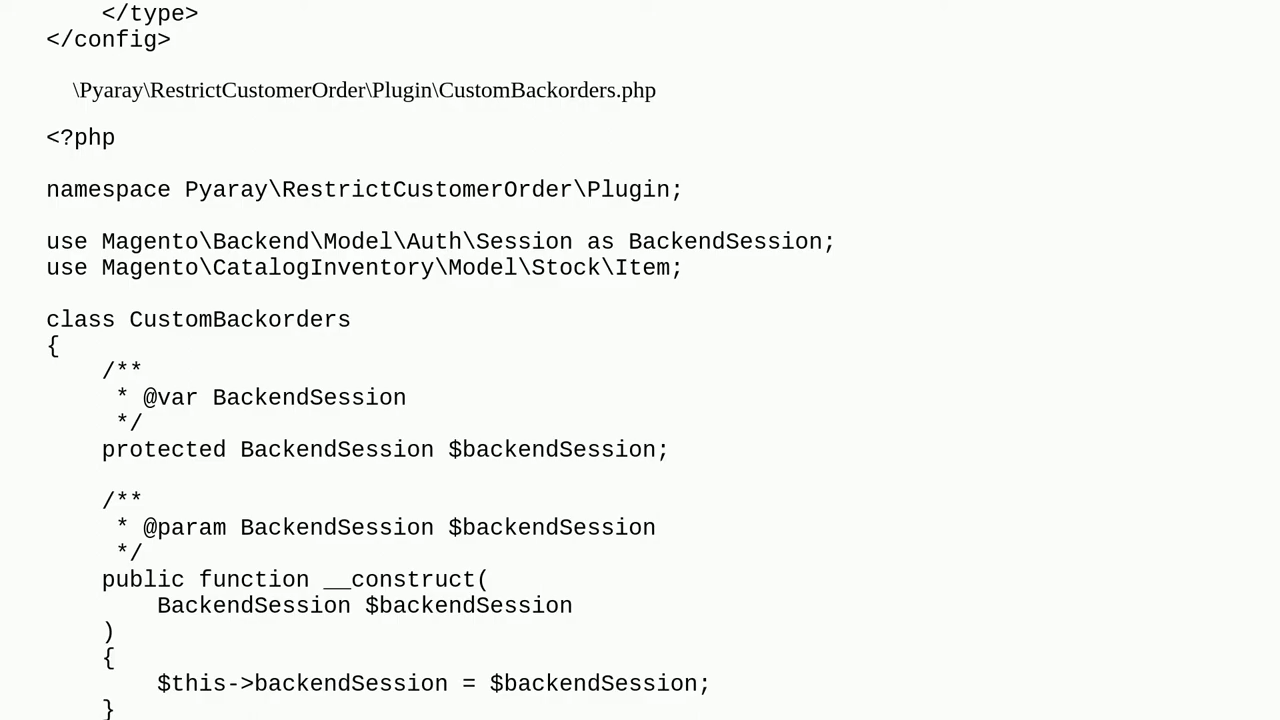 </type>
</config>
\Pyaray\RestrictCustomerOrder\Plugin\CustomBackorders.php
<?php
namespace Pyaray\RestrictCustomerOrder\Plugin;
use Magento\Backend\Model\Auth\Session as BackendSession;
use Magento\CatalogInventory\Model\Stock\Item;
class CustomBackorders
{
    /**
     * @var BackendSession
     */
    protected BackendSession $backendSession;
    /**
     * @param BackendSession $backendSession
     */
    public function __construct(
        BackendSession $backendSession
    )
    {
        $this->backendSession = $backendSession;
    }